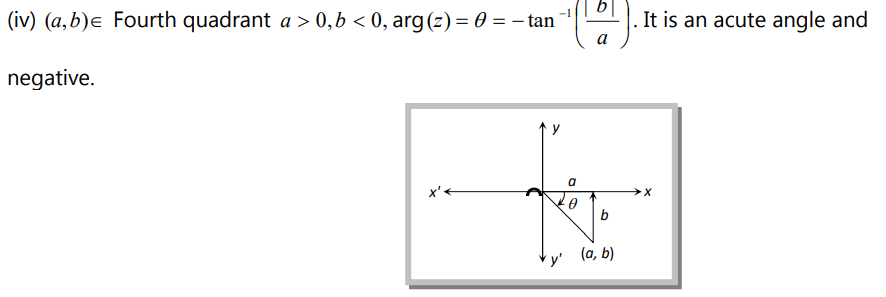 (iv) (a,b)∈ Fourth quadrant a > 0,b < 0, arg(z) = θ = − tan⁻¹(|b|/a). It is an acute angle and
negative.
y
a
x' x
θ
b
(a, b)
y'